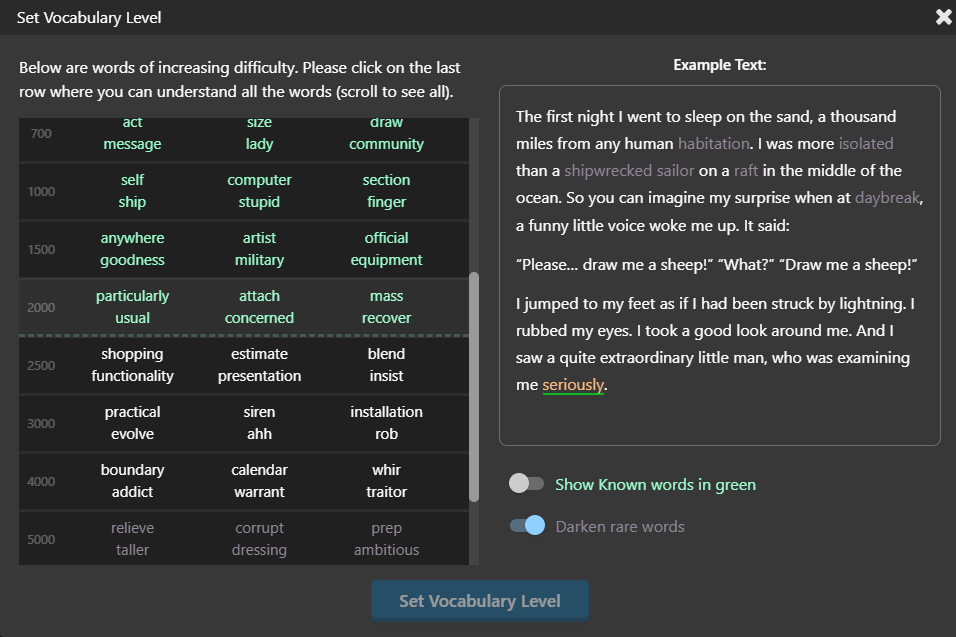 Set Vocabulary Level
Below are words of increasing difficulty. Please click on the last
row where you can understand all the words (scroll to see all).
700
act size draw
message lady community
1000
self computer section
ship stupid finger
1500
anywhere artist official
goodness military equipment
2000
particularly attach mass
usual concerned recover
2500
shopping estimate blend
functionality presentation insist
3000
practical siren installation
evolve ahh rob
4000
boundary calendar whir
addict warrant traitor
5000
relieve corrupt prep
taller dressing ambitious
Example Text:
The first night I went to sleep on the sand, a thousand
miles from any human habitation. I was more isolated
than a shipwrecked sailor on a raft in the middle of the
ocean. So you can imagine my surprise when at daybreak,
a funny little voice woke me up. It said:
“Please... draw me a sheep!” “What?” “Draw me a sheep!”
I jumped to my feet as if I had been struck by lightning. I
rubbed my eyes. I took a good look around me. And I
saw a quite extraordinary little man, who was examining
me seriously.
Show Known words in green
Darken rare words
Set Vocabulary Level